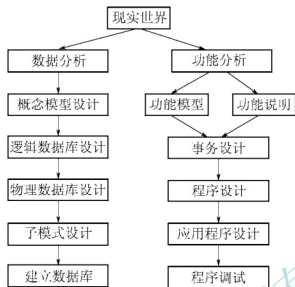 现实世界
数据分析
功能分析
概念模型设计
功能模型
功能说明
逻辑数据库设计
事务设计
物理数据库设计
程序设计
子模式设计
应用程序设计
建立数据库
程序调试